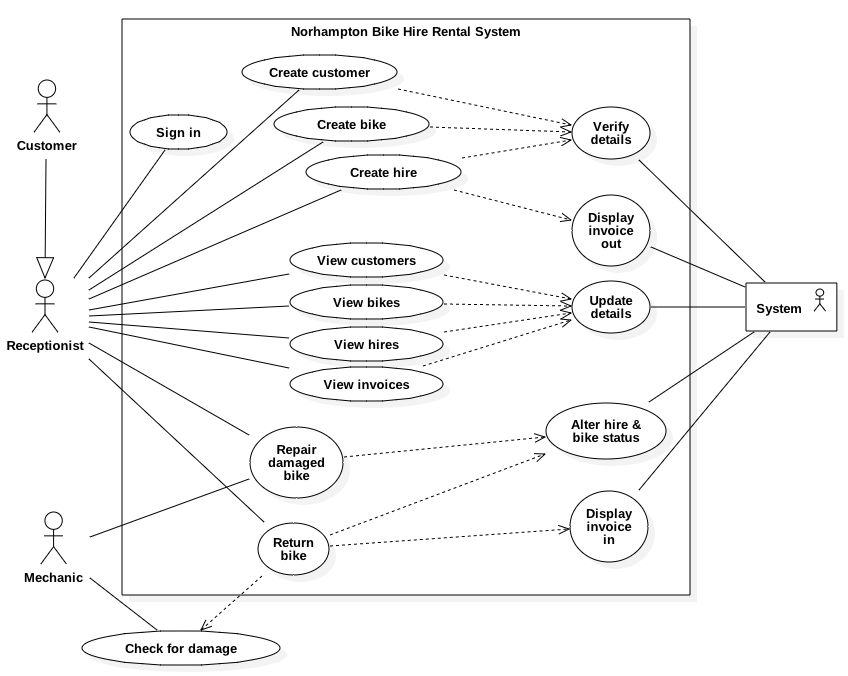 Norhampton Bike Hire Rental System
Create customer
Customer
Sign in
Create bike
Verify
details
Create hire
Display
invoice
out
View customers
View bikes
Update
details
System
Receptionist
View hires
View invoices
Alter hire &
bike status
Repair
damaged
bike
Display
invoice
in
Mechanic
Return
bike
Check for damage